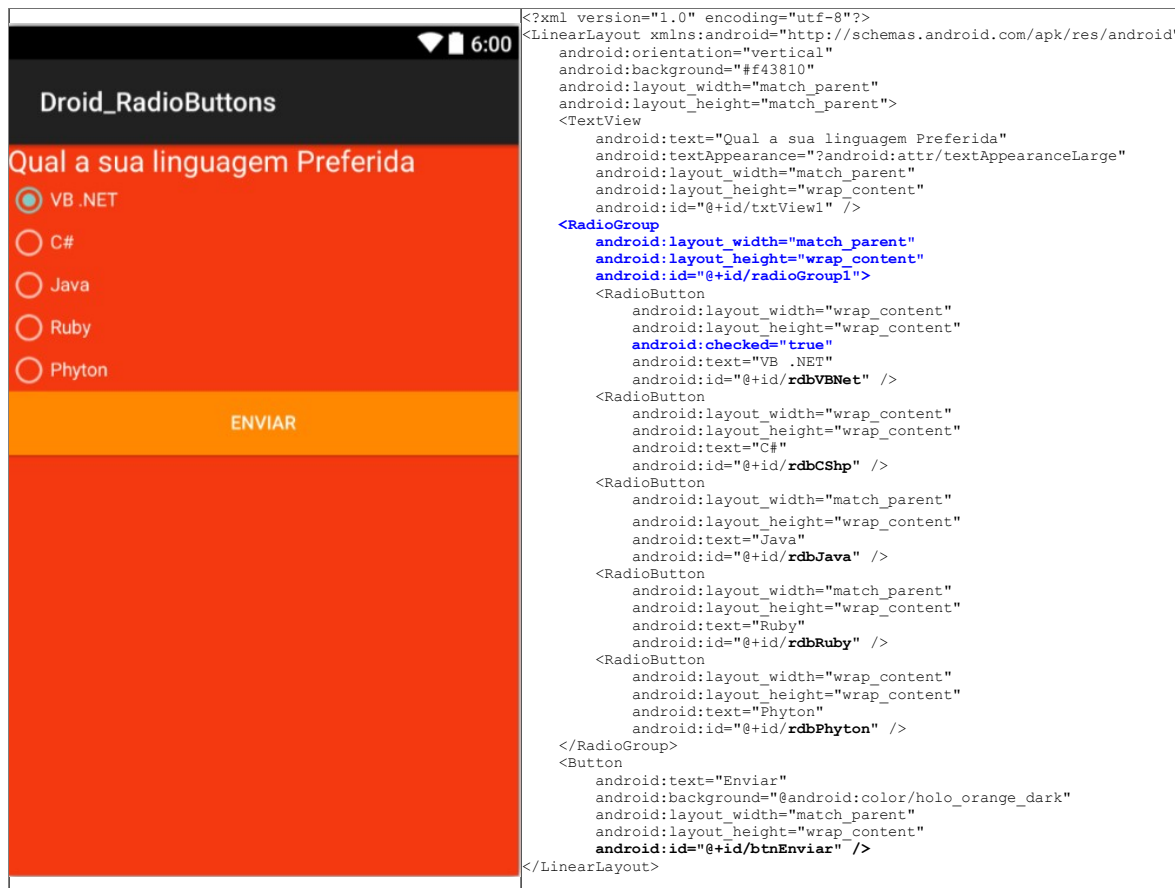 6:00
Droid_RadioButtons
Qual a sua linguagem Preferida
VB .NET
C#
Java
Ruby
Phyton
ENVIAR
<?xml version="1.0" encoding="utf-8"?>
<LinearLayout xmlns:android="http://schemas.android.com/apk/res/android"
    android:orientation="vertical"
    android:background="#f43810"
    android:layout_width="match_parent"
    android:layout_height="match_parent">
    <TextView
        android:text="Qual a sua linguagem Preferida"
        android:textAppearance="?android:attr/textAppearanceLarge"
        android:layout_width="match_parent"
        android:layout_height="wrap_content"
        android:id="@+id/txtView1" />
    <RadioGroup
        android:layout_width="match_parent"
        android:layout_height="wrap_content"
        android:id="@+id/radioGroup1">
        <RadioButton
            android:layout_width="wrap_content"
            android:layout_height="wrap_content"
            android:checked="true"
            android:text="VB .NET"
            android:id="@+id/rdbVBNet" />
        <RadioButton
            android:layout_width="wrap_content"
            android:layout_height="wrap_content"
            android:text="C#"
            android:id="@+id/rdbCShp" />
        <RadioButton
            android:layout_width="match_parent"
            android:layout_height="wrap_content"
            android:text="Java"
            android:id="@+id/rdbJava" />
        <RadioButton
            android:layout_width="match_parent"
            android:layout_height="wrap_content"
            android:text="Ruby"
            android:id="@+id/rdbRuby" />
        <RadioButton
            android:layout_width="wrap_content"
            android:layout_height="wrap_content"
            android:text="Phyton"
            android:id="@+id/rdbPhyton" />
    </RadioGroup>
    <Button
        android:text="Enviar"
        android:background="@android:color/holo_orange_dark"
        android:layout_width="match_parent"
        android:layout_height="wrap_content"
        android:id="@+id/btnEnviar" />
</LinearLayout>